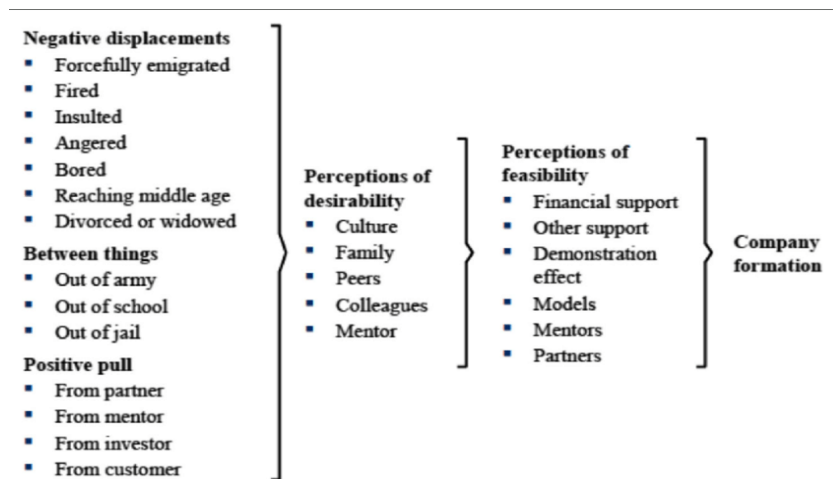 Negative displacements
▪ Forcefully emigrated
▪ Fired
▪ Insulted
▪ Angered
▪ Bored
▪ Reaching middle age
▪ Divorced or widowed
Between things
▪ Out of army
▪ Out of school
▪ Out of jail
Positive pull
▪ From partner
▪ From mentor
▪ From investor
▪ From customer
Perceptions of
desirability
▪ Culture
▪ Family
▪ Peers
▪ Colleagues
▪ Mentor
Perceptions of
feasibility
▪ Financial support
▪ Other support
▪ Demonstration
effect
▪ Models
▪ Mentors
▪ Partners
Company
formation